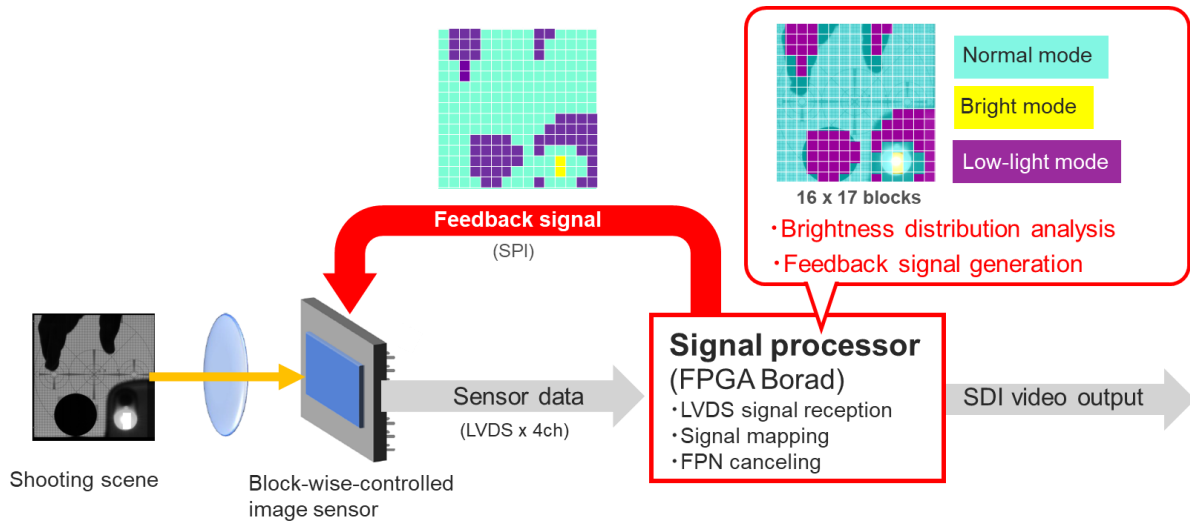 Normal mode
Bright mode
Low-light mode
16 x 17 blocks
・Brightness distribution analysis
・Feedback signal generation
Feedback signal
(SPI)
Shooting scene
Block-wise-controlled
image sensor
Sensor data
(LVDS x 4ch)
Signal processor
(FPGA Borad)
・LVDS signal reception
・Signal mapping
・FPN canceling
SDI video output